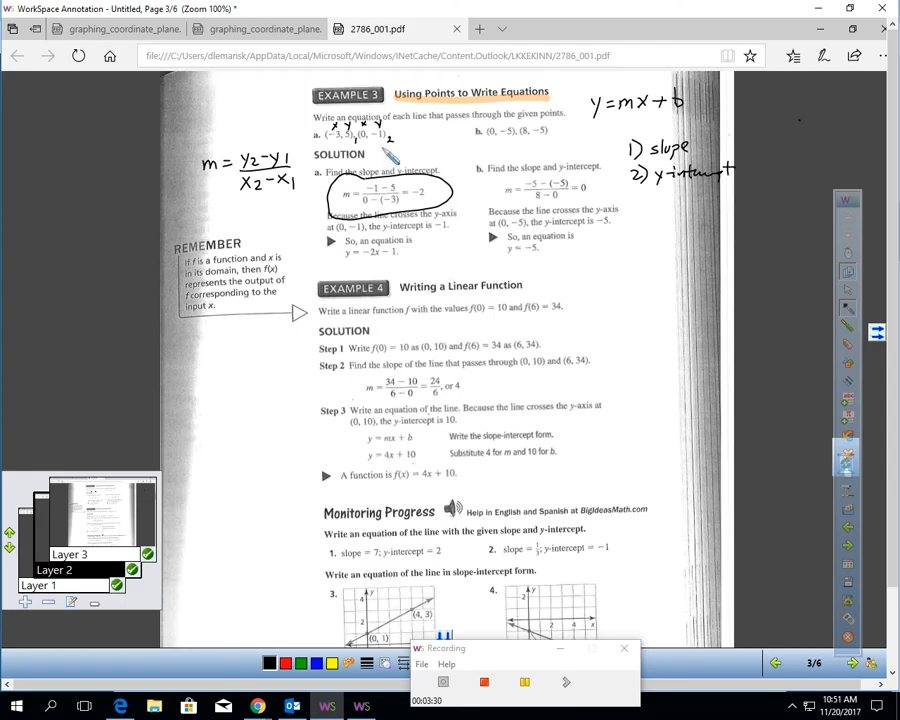 WorkSpace Annotation - Untitled, Page 3/6 (Zoom 100%)
graphing_coordinate_plane.
graphing_coordinate_plane.
2786_001.pdf
file:///C:/Users/dlemansk/AppData/Local/Microsoft/Windows/INetCache/Content.Outlook/LKKEKINN/2786_001.pdf
EXAMPLE 3 Using Points to Write Equations
y = mx + b
Write an equation of each line that passes through the given points.
x y x y
a. (−3, 5), (0, −1)
b. (0, −5), (8, −5)
1 2
1) slope
2) y-intercept
m = y2 − y1 / x2 − x1
SOLUTION
a. Find the slope and y-intercept.
m = −1 − 5 / 0 − (−3) = −2
Because the line crosses the y-axis
at (0, −1), the y-intercept is −1.
So, an equation is
y = −2x − 1.
b. Find the slope and y-intercept.
m = −5 − (−5) / 8 − 0 = 0
Because the line crosses the y-axis
at (0, −5), the y-intercept is −5.
So, an equation is
y = −5.
REMEMBER
If f is a function and x is
in its domain, then f(x)
represents the output of
f corresponding to the
input x.
EXAMPLE 4 Writing a Linear Function
Write a linear function f with the values f(0) = 10 and f(6) = 34.
SOLUTION
Step 1 Write f(0) = 10 as (0, 10) and f(6) = 34 as (6, 34).
Step 2 Find the slope of the line that passes through (0, 10) and (6, 34).
m = 34 − 10 / 6 − 0 = 24 / 6, or 4
Step 3 Write an equation of the line. Because the line crosses the y-axis at
(0, 10), the y-intercept is 10.
y = mx + b Write the slope-intercept form.
y = 4x + 10 Substitute 4 for m and 10 for b.
A function is f(x) = 4x + 10.
Monitoring Progress Help in English and Spanish at BigIdeasMath.com
Write an equation of the line with the given slope and y-intercept.
1. slope = 7; y-intercept = 2
2. slope = 1/3; y-intercept = −1
Write an equation of the line in slope-intercept form.
3.
4 y
2
(4, 3)
(0, 1)
4.
2 y
2 4 x
Layer 3
Layer 2
Layer 1
Recording
File Help
00:03:30
3/6
10:51 AM
11/20/2017